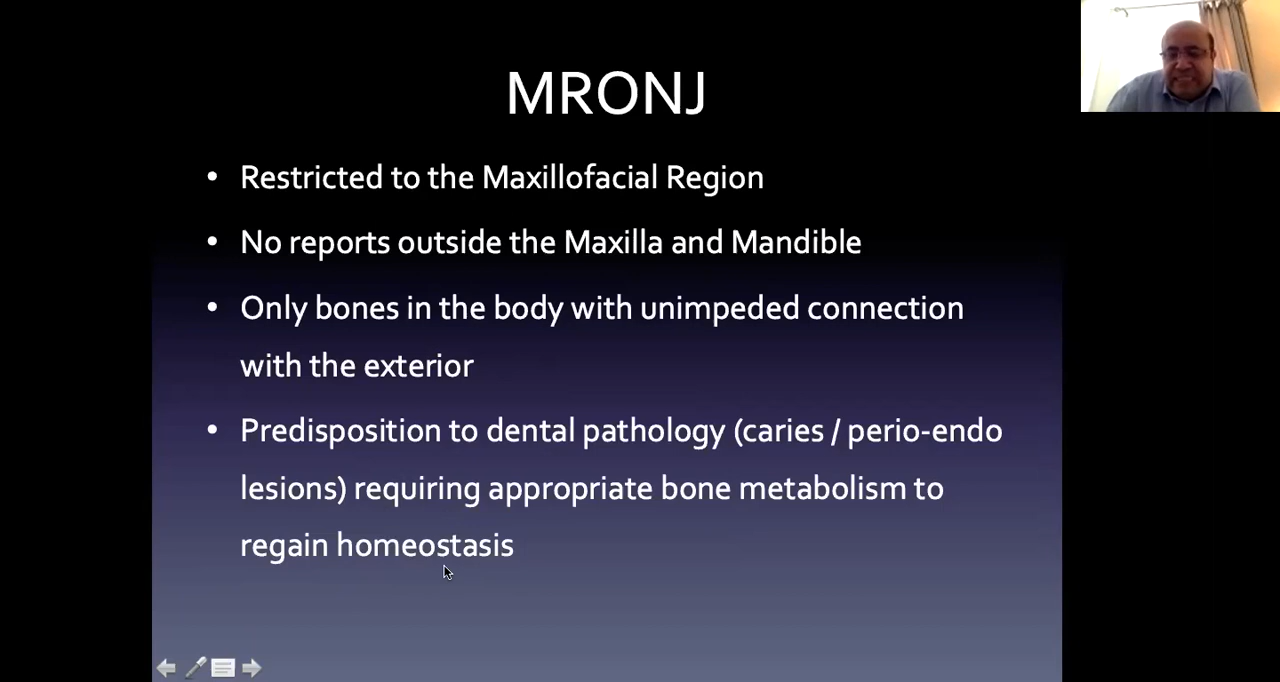 MRONJ
• Restricted to the Maxillofacial Region
• No reports outside the Maxilla and Mandible
• Only bones in the body with unimpeded connection
with the exterior
• Predisposition to dental pathology (caries / perio-endo
lesions) requiring appropriate bone metabolism to
regain homeostasis